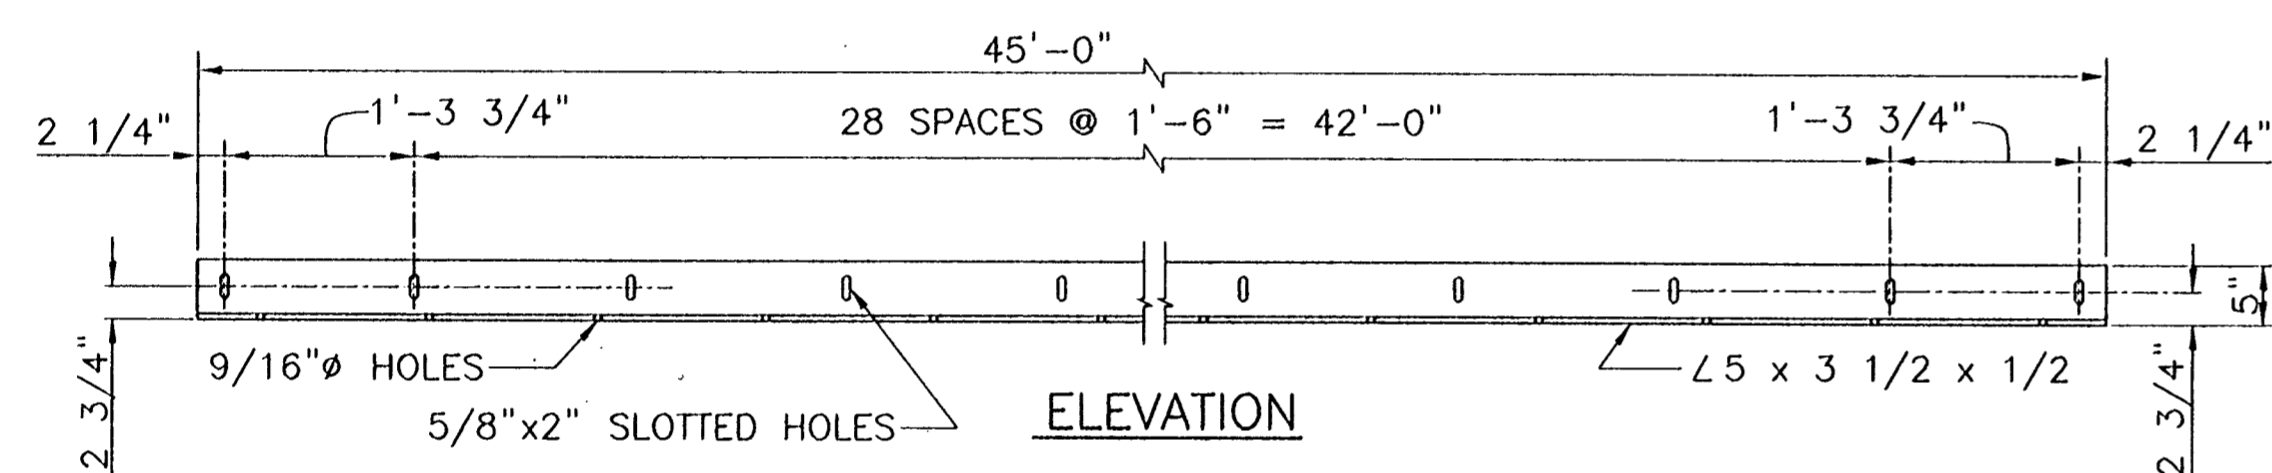 45'-0"
2 1/4" 1'-3 3/4" 28 SPACES @ 1'-6" = 42'-0" 1'-3 3/4" 2 1/4"
5"
9/16"ø HOLES
∠5 x 3 1/2 x 1/2
2 3/4"
2 3/4"
5/8"x2" SLOTTED HOLES
ELEVATION